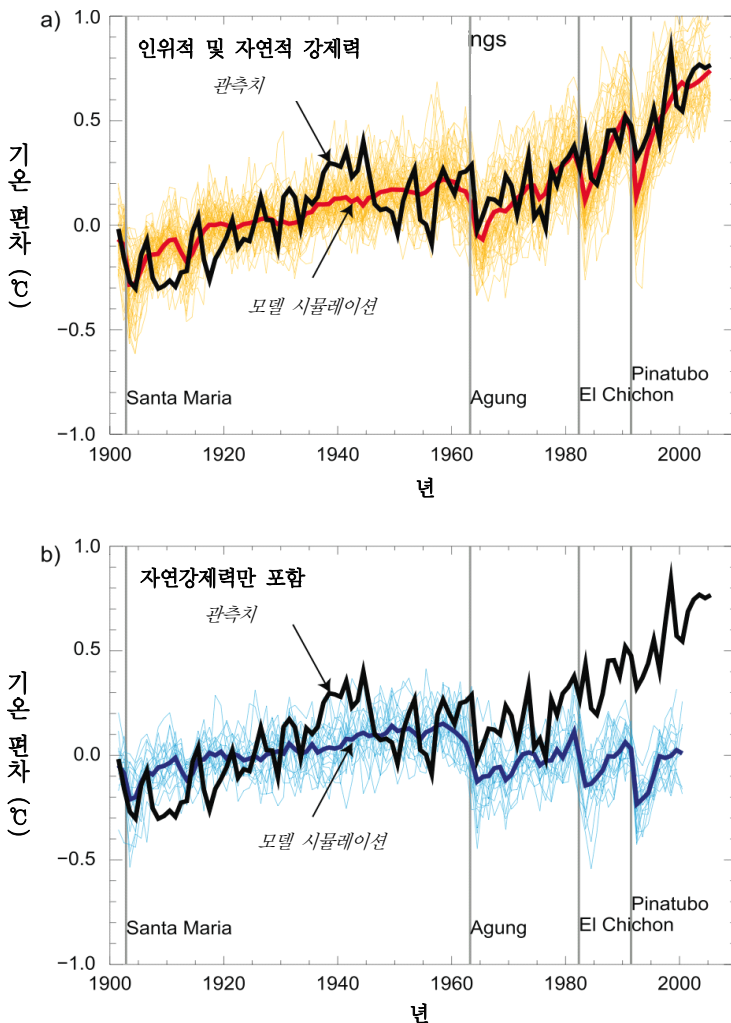 a)
1.0
인위적 및 자연적 강제력
ngs
관측치
0.5
기온 편차 (℃)
0.0
모델 시뮬레이션
−0.5
Pinatubo
Santa Maria
Agung
El Chichon
−1.0
1900
1920
1940
1960
1980
2000
년
b)
1.0
자연강제력만 포함
관측치
0.5
기온 편차 (℃)
0.0
모델 시뮬레이션
−0.5
Pinatubo
Santa Maria
Agung
El Chichon
−1.0
1900
1920
1940
1960
1980
2000
년